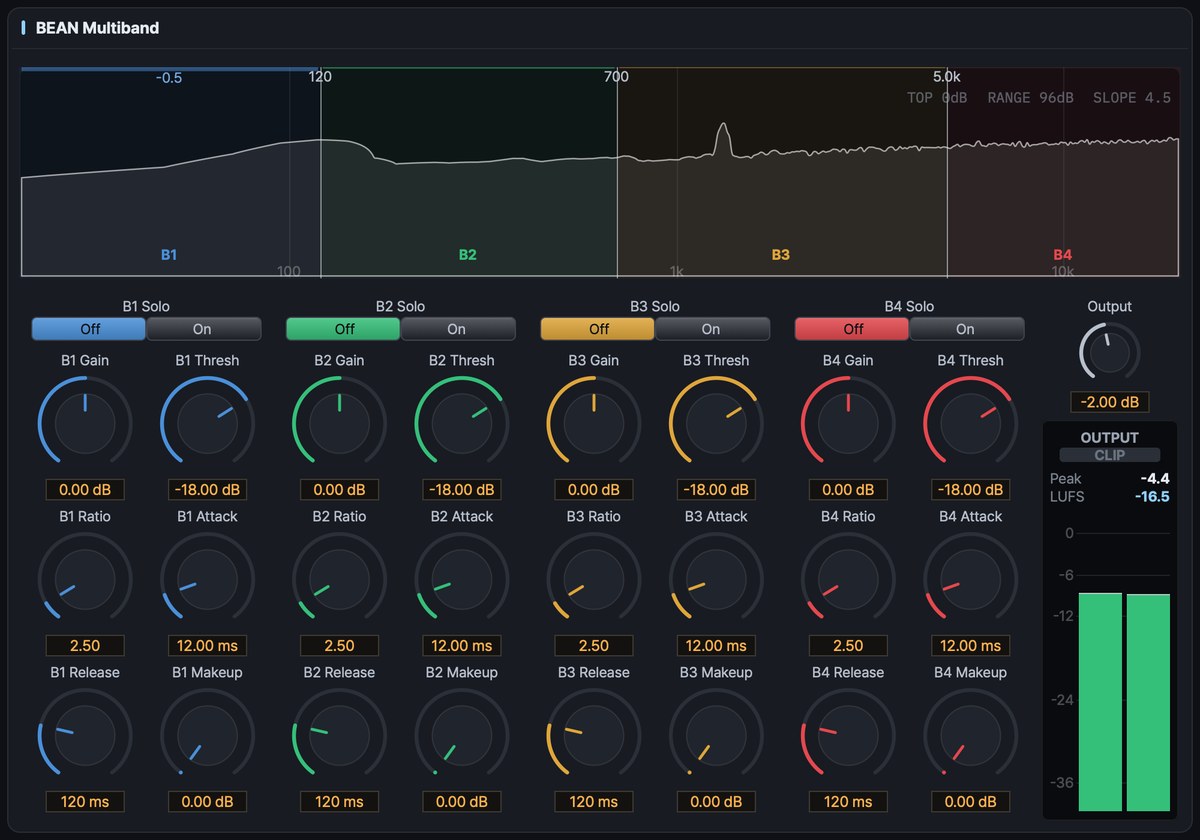 BEAN Multiband
-0.5 120 700 5.0k
TOP 0dB RANGE 96dB SLOPE 4.5
B1 B2 B3 B4
100 1k 10k
B1 Solo B2 Solo B3 Solo B4 Solo Output
Off On Off On Off On Off On
B1 Gain B1 Thresh B2 Gain B2 Thresh B3 Gain B3 Thresh B4 Gain B4 Thresh
-2.00 dB
OUTPUT
CLIP
Peak -4.4
LUFS -16.5
0.00 dB -18.00 dB 0.00 dB -18.00 dB 0.00 dB -18.00 dB 0.00 dB -18.00 dB
B1 Ratio B1 Attack B2 Ratio B2 Attack B3 Ratio B3 Attack B4 Ratio B4 Attack
0
-6
-12
2.50 12.00 ms 2.50 12.00 ms 2.50 12.00 ms 2.50 12.00 ms
B1 Release B1 Makeup B2 Release B2 Makeup B3 Release B3 Makeup B4 Release B4 Makeup
-24
-36
120 ms 0.00 dB 120 ms 0.00 dB 120 ms 0.00 dB 120 ms 0.00 dB